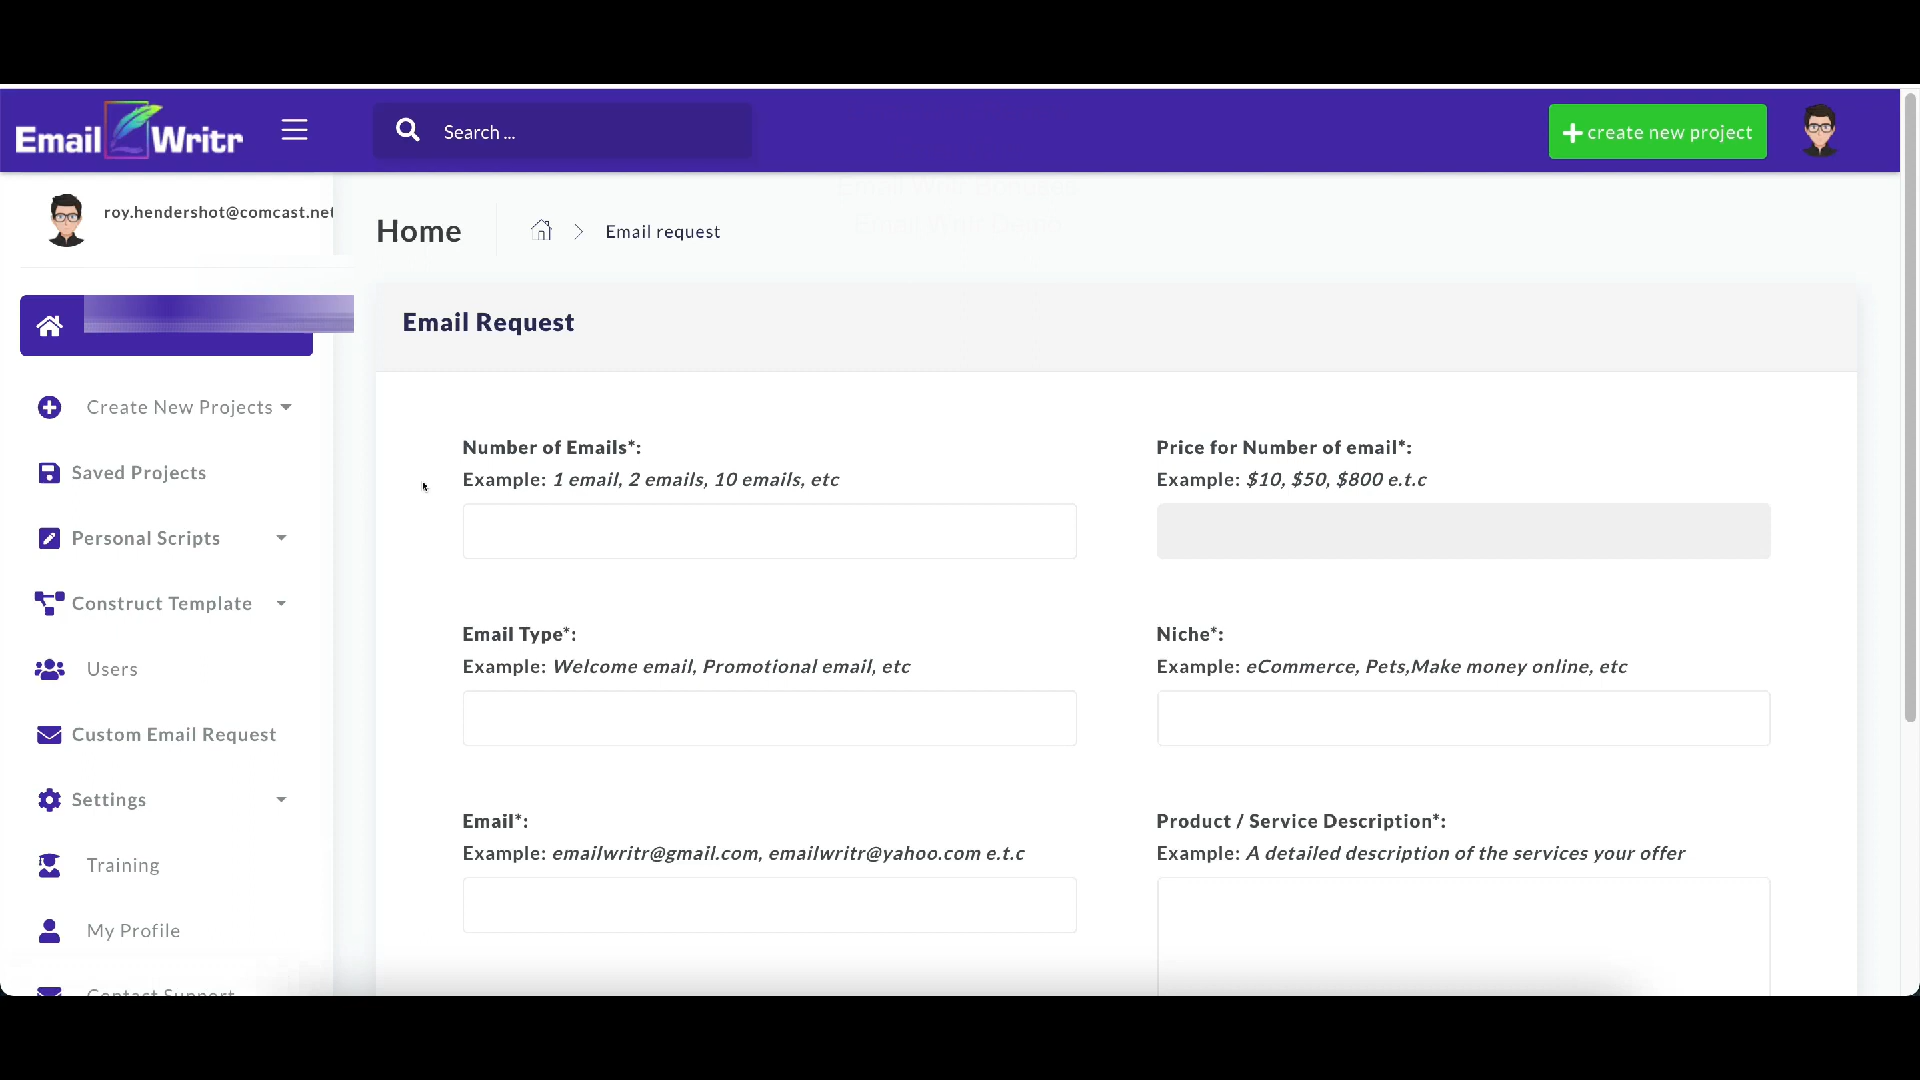 Email Writr
Search ...
create new project
roy.hendershot@comcast.net
Home
Email request
Email Request
Create New Projects
Saved Projects
Personal Scripts
Construct Template
Users
Custom Email Request
Settings
Training
My Profile
Contact Support
Number of Emails*:
Example: 1 email, 2 emails, 10 emails, etc
Price for Number of email*:
Example: $10, $50, $800 e.t.c
Email Type*:
Example: Welcome email, Promotional email, etc
Niche*:
Example: eCommerce, Pets,Make money online, etc
Email*:
Example: emailwritr@gmail.com, emailwritr@yahoo.com e.t.c
Product / Service Description*:
Example: A detailed description of the services your offer